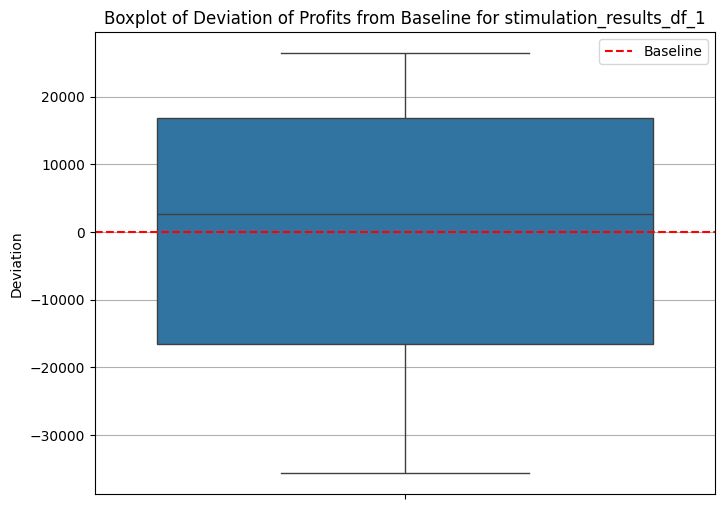 Boxplot of Deviation of Profits from Baseline for stimulation_results_df_1
Baseline
20000
10000
0
−10000
−20000
−30000
Deviation